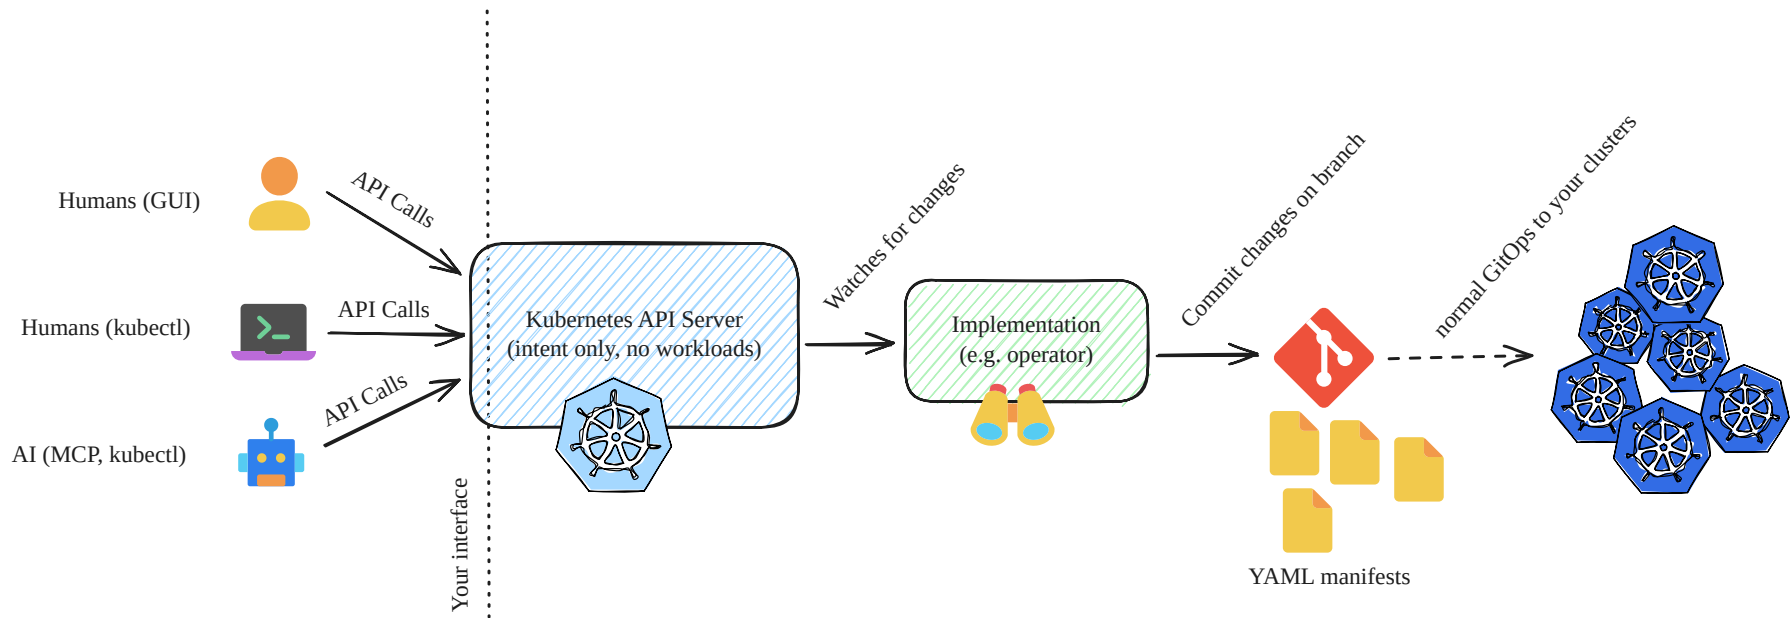 Humans (GUI)
API Calls
Humans (kubectl)
API Calls
AI (MCP, kubectl)
API Calls
Your interface
Kubernetes API Server
(intent only, no workloads)
Watches for changes
Implementation
(e.g. operator)
Commit changes on branch
YAML manifests
normal GitOps to your clusters